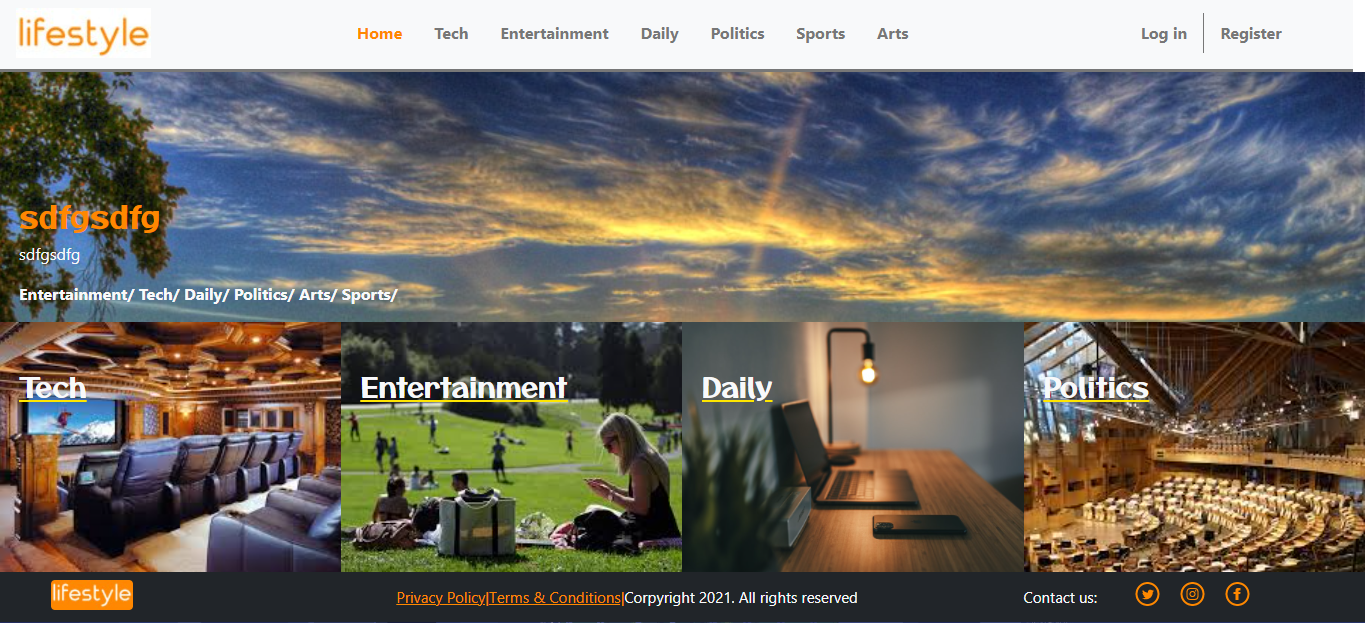 lifestyle
Home Tech Entertainment Daily Politics Sports Arts Log in Register
sdfgsdfg
sdfgsdfg
Entertainment/ Tech/ Daily/ Politics/ Arts/ Sports/
Tech Entertainment Daily Politics
lifestyle
Privacy Policy|Terms & Conditions|Corpyright 2021. All rights reserved Contact us: